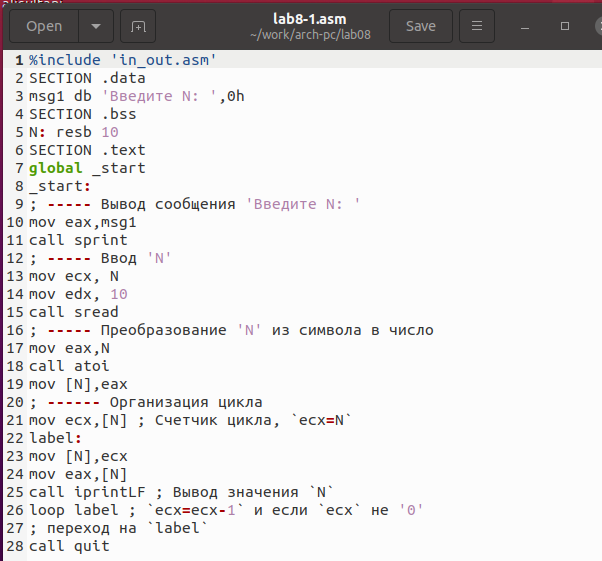 Open
lab8-1.asm
~/work/arch-pc/lab08
Save
1 %include 'in_out.asm'
2 SECTION .data
3 msg1 db 'Введите N: ',0h
4 SECTION .bss
5 N: resb 10
6 SECTION .text
7 global _start
8 _start:
9 ; ----- Вывод сообщения 'Введите N: '
10 mov eax,msg1
11 call sprint
12 ; ----- Ввод 'N'
13 mov ecx, N
14 mov edx, 10
15 call sread
16 ; ----- Преобразование 'N' из символа в число
17 mov eax,N
18 call atoi
19 mov [N],eax
20 ; ------ Организация цикла
21 mov ecx,[N] ; Счетчик цикла, `ecx=N`
22 label:
23 mov [N],ecx
24 mov eax,[N]
25 call iprintLF ; Вывод значения `N`
26 loop label ; `ecx=ecx-1` и если `ecx` не '0'
27 ; переход на `label`
28 call quit